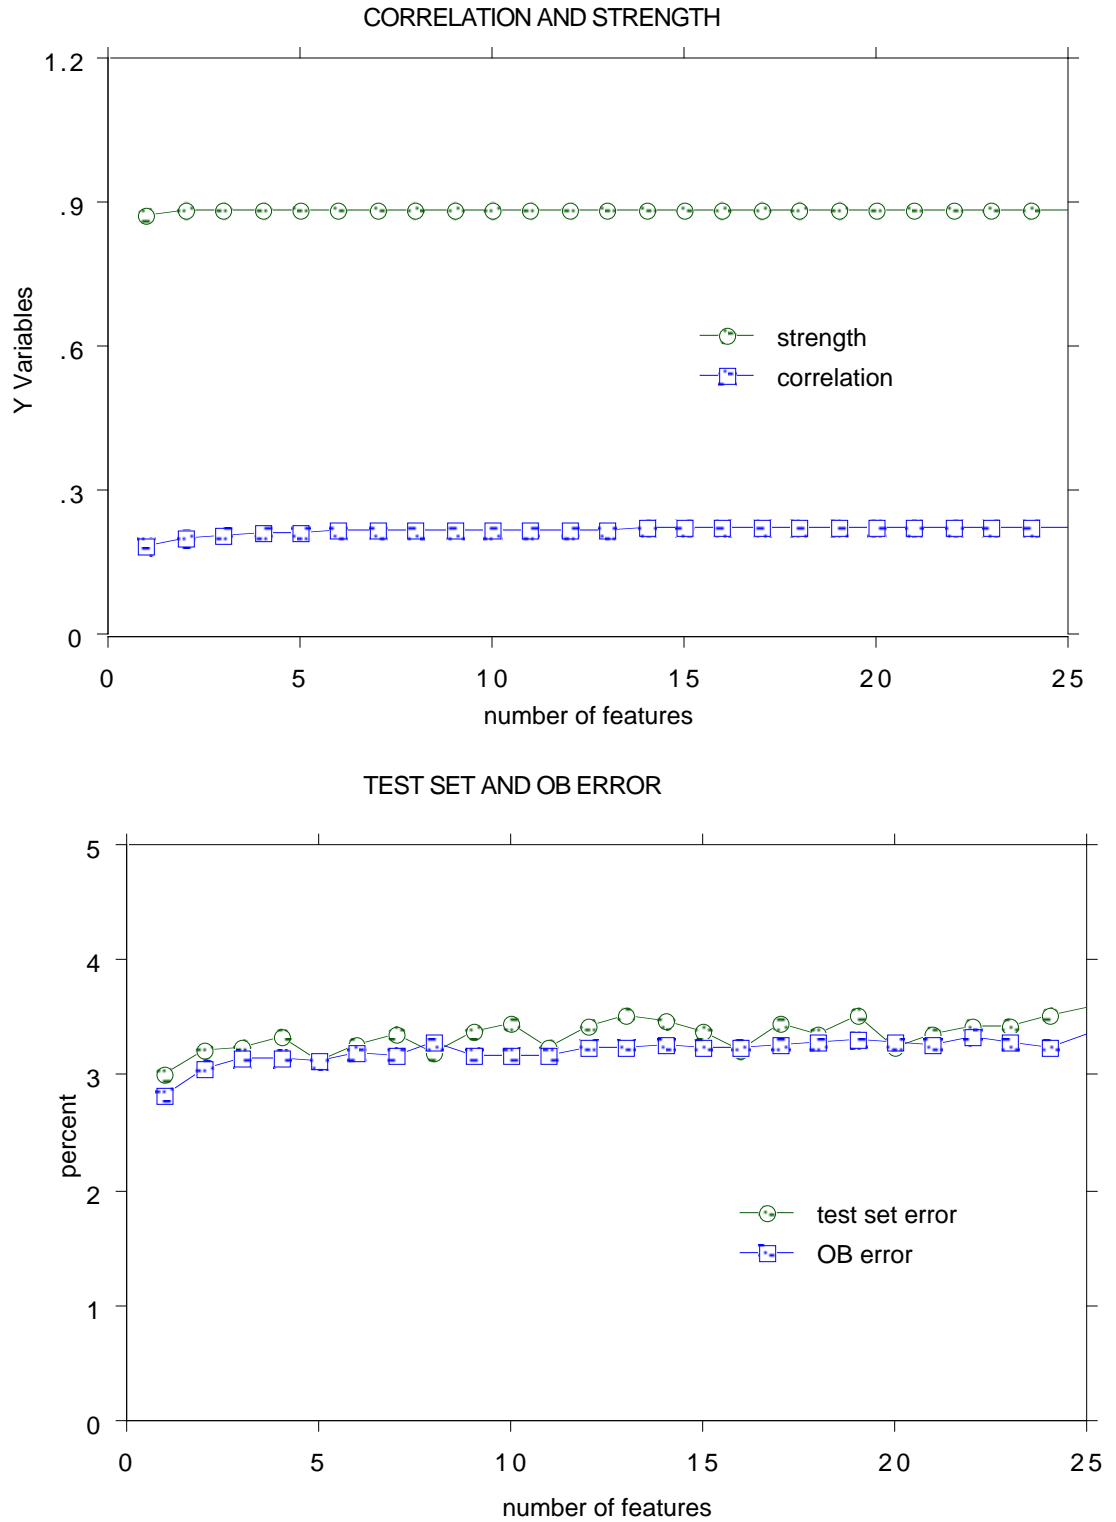 CORRELATION AND STRENGTH
1.2
.9
.6
.3
0
Y Variables
strength
correlation
0 5 10 15 20 25
number of features
TEST SET AND OB ERROR
5
4
3
2
1
0
percent
test set error
OB error
0 5 10 15 20 25
number of features